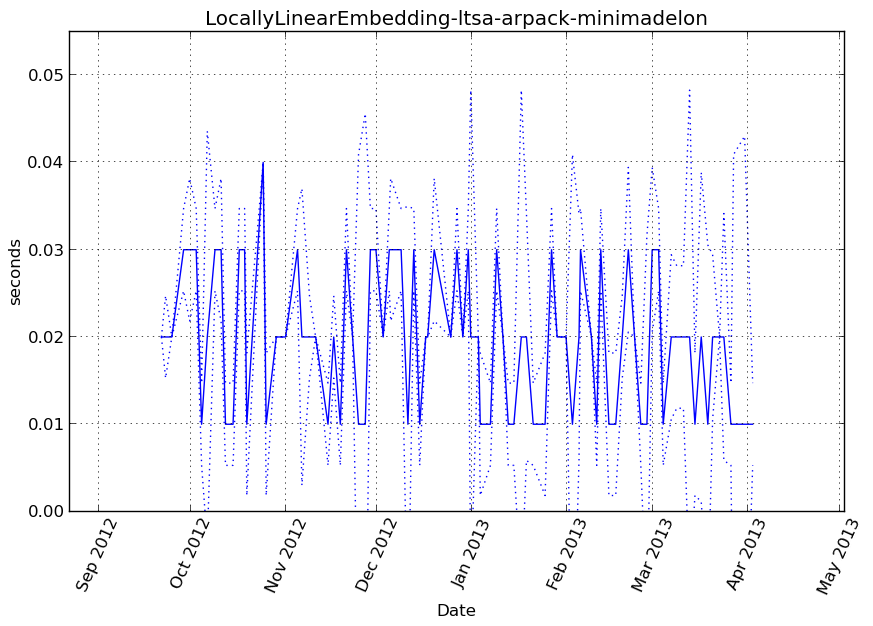 LocallyLinearEmbedding-ltsa-arpack-minimadelon
seconds
0.05
0.04
0.03
0.02
0.01
0.00
Sep 2012
Oct 2012
Nov 2012
Dec 2012
Jan 2013
Feb 2013
Mar 2013
Apr 2013
May 2013
Date